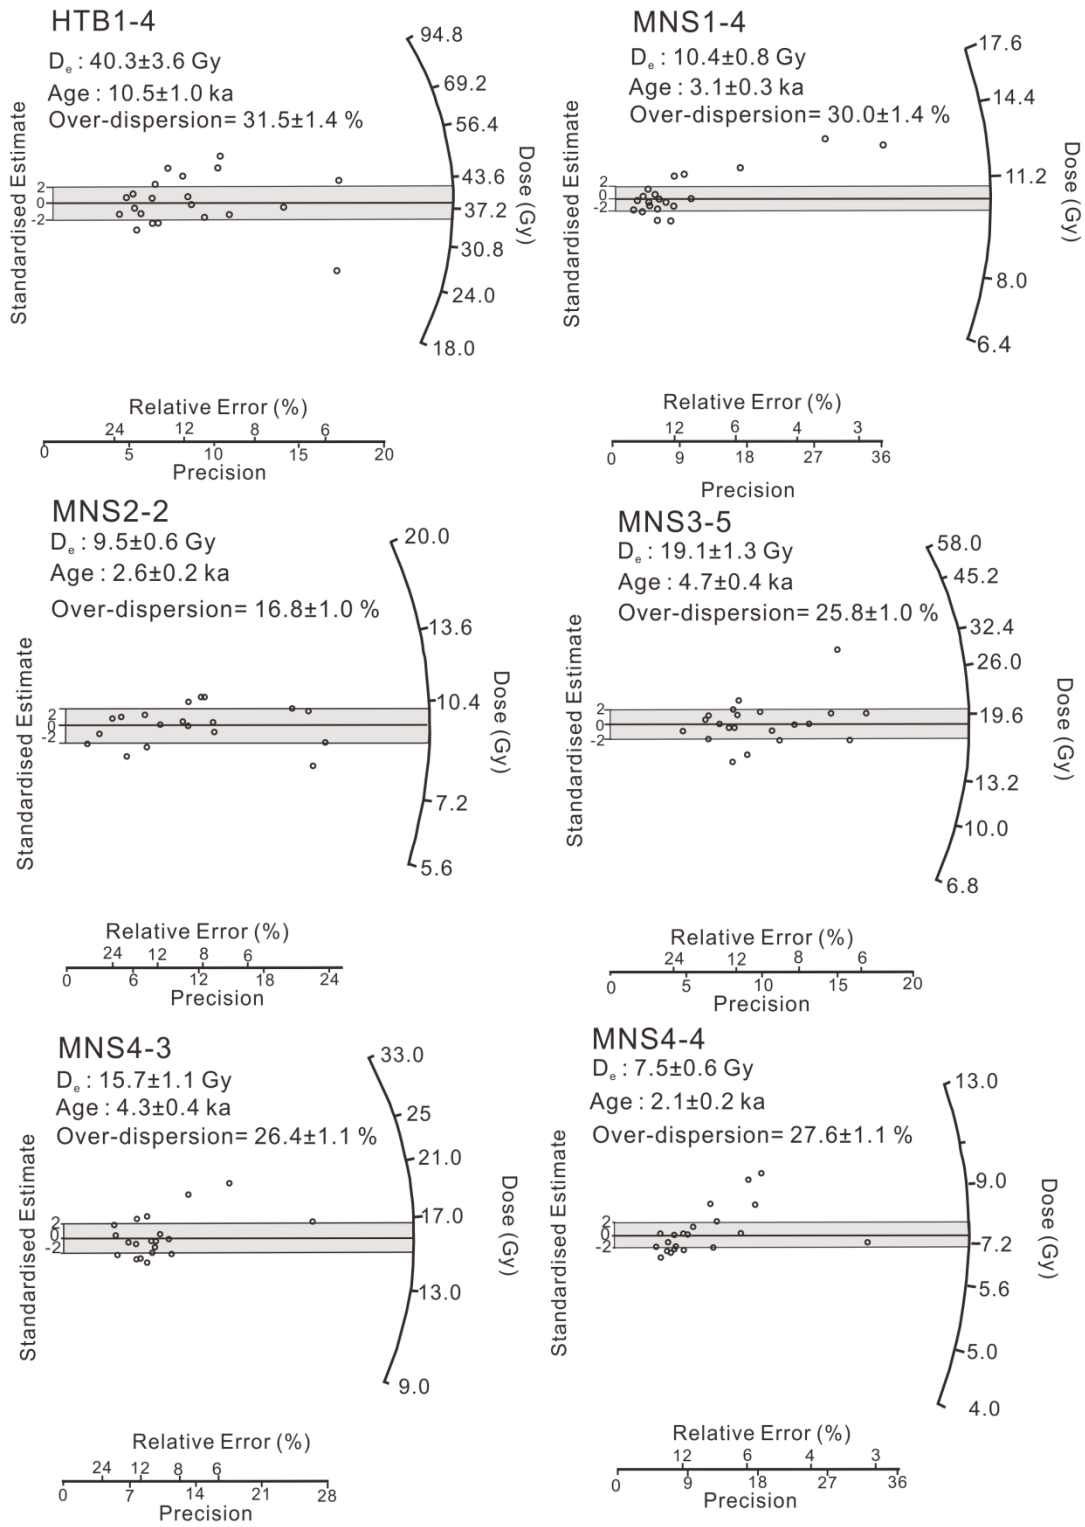 HTB1-4
De : 40.3±3.6 Gy
Age : 10.5±1.0 ka
Over-dispersion= 31.5±1.4 %
Standardised Estimate
2
0
-2
94.8
69.2
56.4
43.6
37.2
30.8
24.0
18.0
Dose (Gy)
Relative Error (%)
24 12 8 6
0 5 10 15 20
Precision
MNS1-4
De : 10.4±0.8 Gy
Age : 3.1±0.3 ka
Over-dispersion= 30.0±1.4 %
Standardised Estimate
2
0
-2
17.6
14.4
11.2
8.0
6.4
Dose (Gy)
Relative Error (%)
12 6 4 3
0 9 18 27 36
Precision
MNS2-2
De : 9.5±0.6 Gy
Age : 2.6±0.2 ka
Over-dispersion= 16.8±1.0 %
Standardised Estimate
2
0
-2
20.0
13.6
10.4
7.2
5.6
Dose (Gy)
Relative Error (%)
24 12 8 6
0 6 12 18 24
Precision
MNS3-5
De : 19.1±1.3 Gy
Age : 4.7±0.4 ka
Over-dispersion= 25.8±1.0 %
Standardised Estimate
2
0
-2
58.0
45.2
32.4
26.0
19.6
13.2
10.0
6.8
Dose (Gy)
Relative Error (%)
24 12 8 6
0 5 10 15 20
Precision
MNS4-3
De : 15.7±1.1 Gy
Age : 4.3±0.4 ka
Over-dispersion= 26.4±1.1 %
Standardised Estimate
2
0
-2
33.0
25
21.0
17.0
13.0
9.0
Dose (Gy)
Relative Error (%)
24 12 8 6
0 7 14 21 28
Precision
MNS4-4
De : 7.5±0.6 Gy
Age : 2.1±0.2 ka
Over-dispersion= 27.6±1.1 %
Standardised Estimate
2
0
-2
13.0
9.0
7.2
5.6
5.0
4.0
Dose (Gy)
Relative Error (%)
12 6 4 3
0 9 18 27 36
Precision